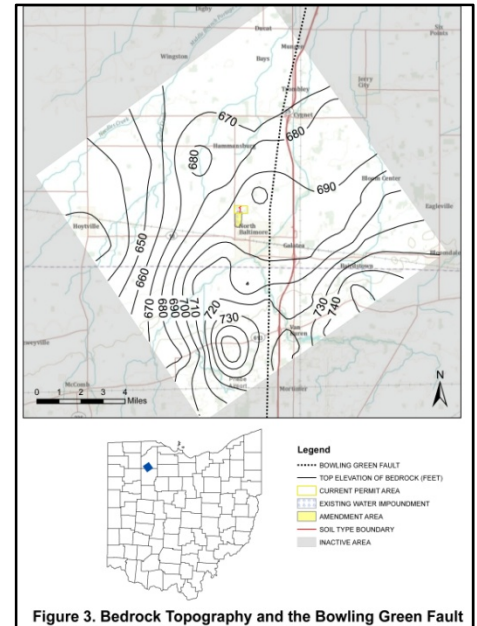 Wingston
Bays
670
680
Hammansburg
680
Jerry
City
690
Bloom Center
Eagleville
Hoytville
650
North
Baltimore
Galatea
Bloomdale
660
670
680
690
700
710
720
730
730
740
Van
Buren
McComb
Mortimer
0 1 2 3 4
Miles
N
Legend
BOWLING GREEN FAULT
TOP ELEVATION OF BEDROCK (FEET)
CURRENT PERMIT AREA
EXISTING WATER IMPOUNDMENT
AMENDMENT AREA
SOIL TYPE BOUNDARY
INACTIVE AREA
Figure 3. Bedrock Topography and the Bowling Green Fault